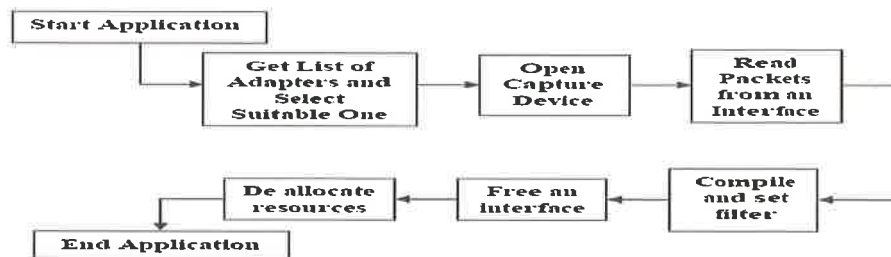 Start Application
Get List of
Adapters and
Select
Suitable One
Open
Capture
Device
Read
Packets
from an
Interface
Compile
and set
filter
Free an
interface
De allocate
resources
End Application